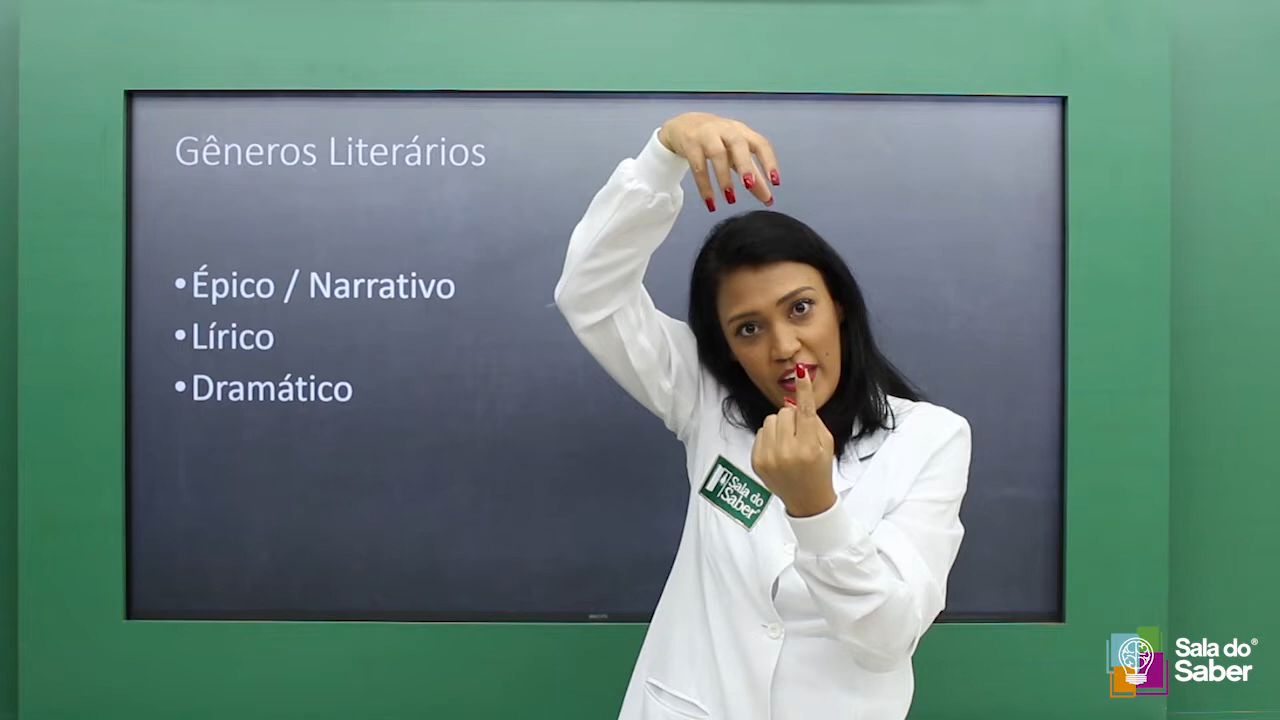 Gêneros Literários
•Épico / Narrativo
•Lírico
•Dramático
Sala do
Saber
Sala do®
Saber